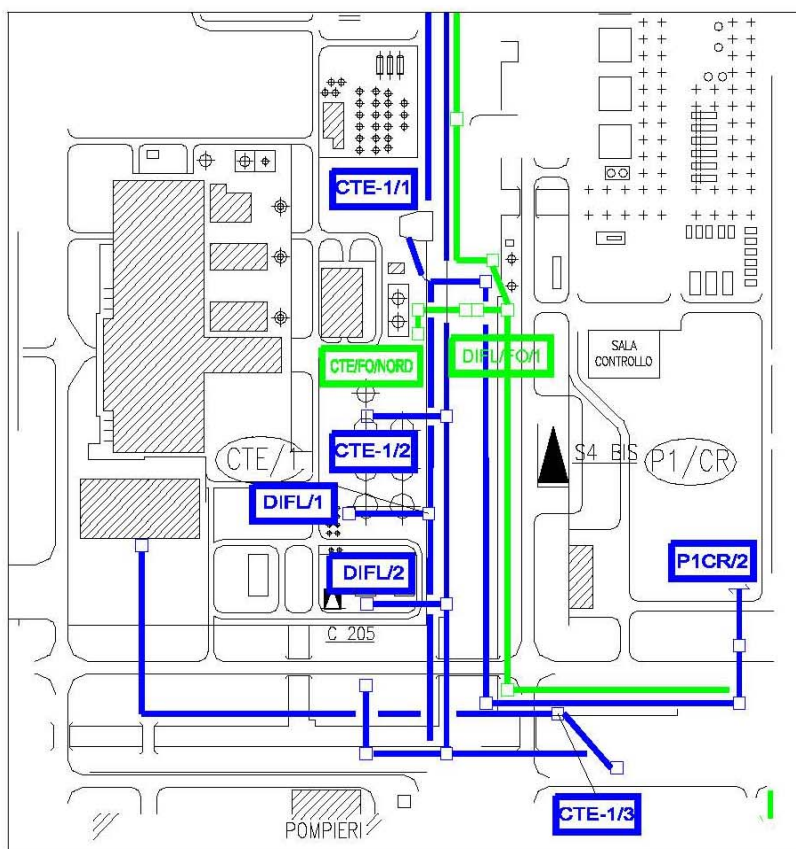 CTE-1/1
SALA
CONTROLLO
CTE/FO/NORD
DIFL/FO/1
CTE-1/2
CTE/1
S4 BIS
P1/CR
DIFL/1
DIFL/2
P1CR/2
C 205
CTE-1/3
POMPIERI